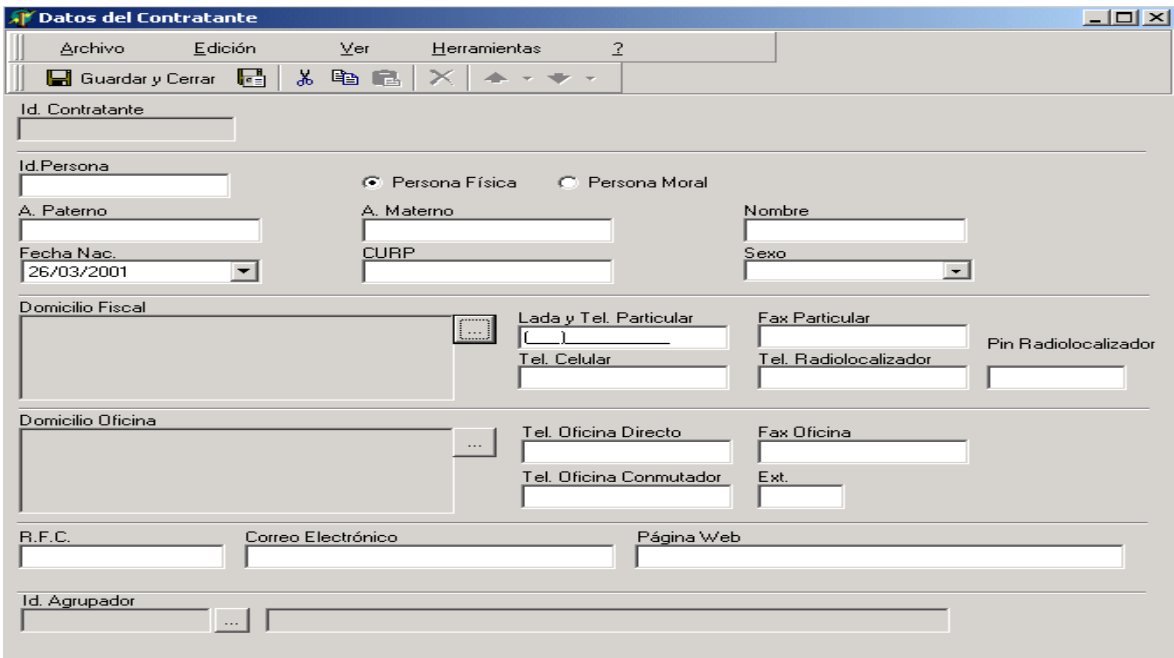 Datos del Contratante
Archivo Edición Ver Herramientas ?
Guardar y Cerrar
Id. Contratante
Id.Persona
Persona Física Persona Moral
A. Paterno A. Materno Nombre
Fecha Nac. CURP Sexo
26/03/2001
Domicilio Fiscal
...
Lada y Tel. Particular Fax Particular
(___)__________
Pin Radiolocalizador
Tel. Celular Tel. Radiolocalizador
Domicilio Oficina
...
Tel. Oficina Directo Fax Oficina
Tel. Oficina Conmutador Ext.
R.F.C. Correo Electrónico Página Web
Id. Agrupador
...